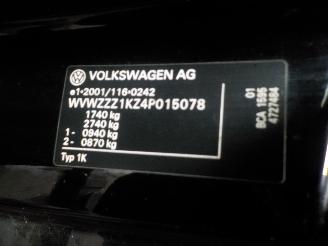 VOLKSWAGEN AG
e1*2001/116*0242
WVWZZZ1KZ4P015078
1740 kg
2740 kg
1- 0940 kg
2- 0870 kg
Typ 1K
01
BCA 1595
4727484